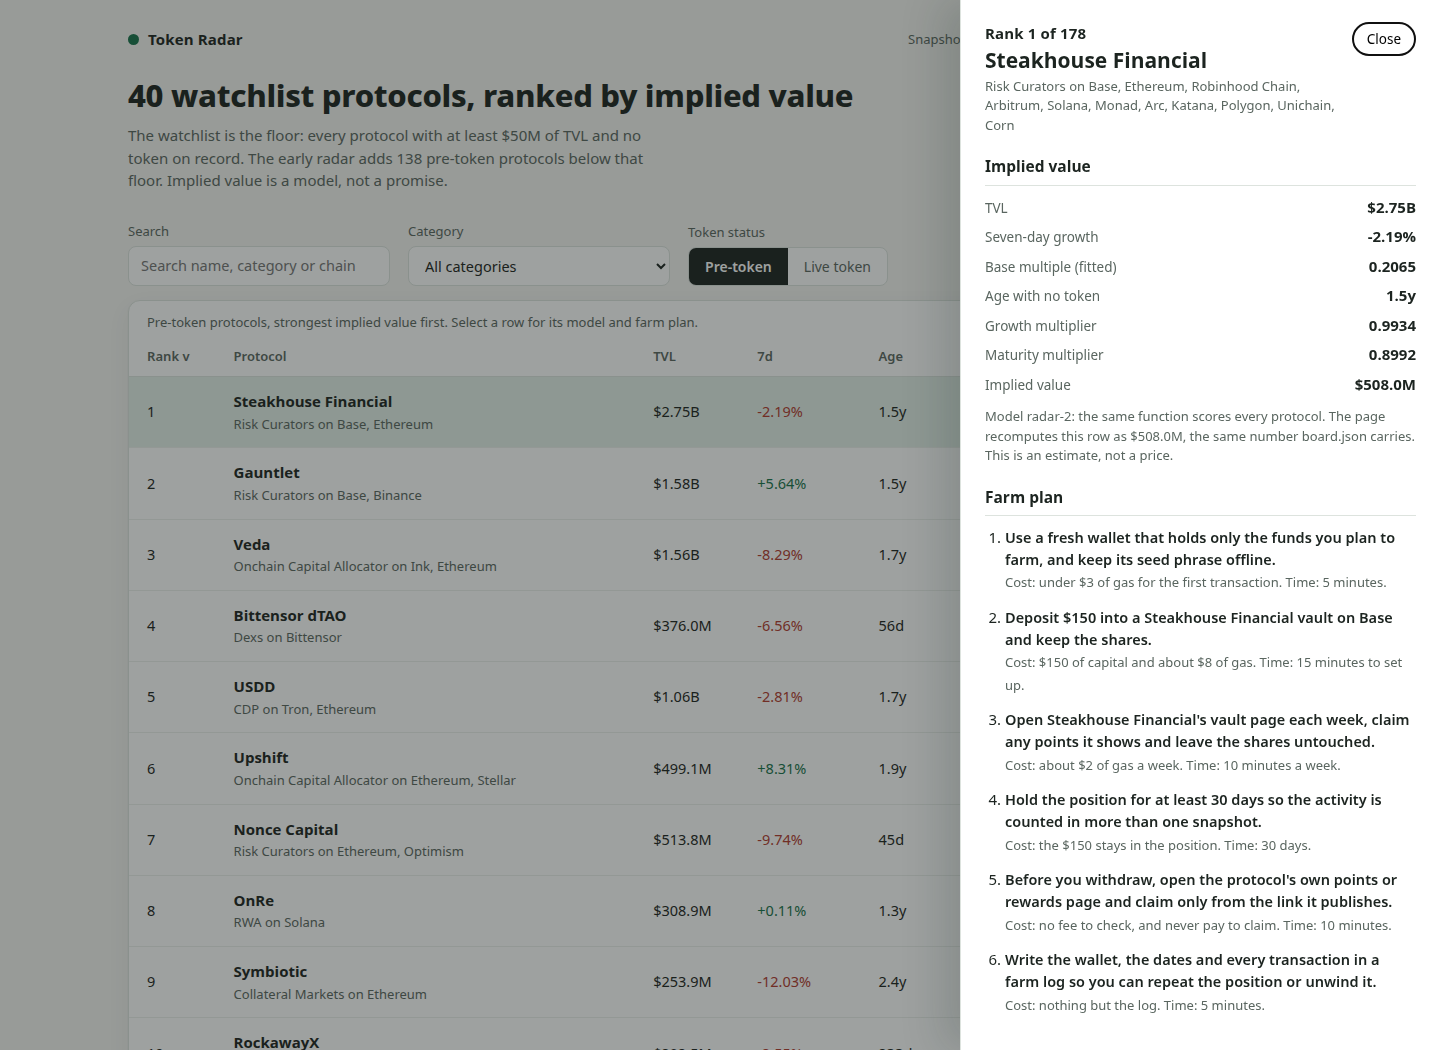 Token Radar
Snapsho
40 watchlist protocols, ranked by implied value
The watchlist is the floor: every protocol with at least $50M of TVL and no
token on record. The early radar adds 138 pre-token protocols below that
floor. Implied value is a model, not a promise.
Search
Category
Token status
Search name, category or chain
All categories
Pre-token
Live token
Pre-token protocols, strongest implied value first. Select a row for its model and farm plan.
Rank v Protocol TVL 7d Age
1 Steakhouse Financial $2.75B -2.19% 1.5y
Risk Curators on Base, Ethereum
2 Gauntlet $1.58B +5.64% 1.5y
Risk Curators on Base, Binance
3 Veda $1.56B -8.29% 1.7y
Onchain Capital Allocator on Ink, Ethereum
4 Bittensor dTAO $376.0M -6.56% 56d
Dexs on Bittensor
5 USDD $1.06B -2.81% 1.7y
CDP on Tron, Ethereum
6 Upshift $499.1M +8.31% 1.9y
Onchain Capital Allocator on Ethereum, Stellar
7 Nonce Capital $513.8M -9.74% 45d
Risk Curators on Ethereum, Optimism
8 OnRe $308.9M +0.11% 1.3y
RWA on Solana
9 Symbiotic $253.9M -12.03% 2.4y
Collateral Markets on Ethereum
RockawayX
Rank 1 of 178
Close
Steakhouse Financial
Risk Curators on Base, Ethereum, Robinhood Chain,
Arbitrum, Solana, Monad, Arc, Katana, Polygon, Unichain,
Corn
Implied value
TVL $2.75B
Seven-day growth -2.19%
Base multiple (fitted) 0.2065
Age with no token 1.5y
Growth multiplier 0.9934
Maturity multiplier 0.8992
Implied value $508.0M
Model radar-2: the same function scores every protocol. The page
recomputes this row as $508.0M, the same number board.json carries.
This is an estimate, not a price.
Farm plan
1. Use a fresh wallet that holds only the funds you plan to
farm, and keep its seed phrase offline.
Cost: under $3 of gas for the first transaction. Time: 5 minutes.
2. Deposit $150 into a Steakhouse Financial vault on Base
and keep the shares.
Cost: $150 of capital and about $8 of gas. Time: 15 minutes to set
up.
3. Open Steakhouse Financial's vault page each week, claim
any points it shows and leave the shares untouched.
Cost: about $2 of gas a week. Time: 10 minutes a week.
4. Hold the position for at least 30 days so the activity is
counted in more than one snapshot.
Cost: the $150 stays in the position. Time: 30 days.
5. Before you withdraw, open the protocol's own points or
rewards page and claim only from the link it publishes.
Cost: no fee to check, and never pay to claim. Time: 10 minutes.
6. Write the wallet, the dates and every transaction in a
farm log so you can repeat the position or unwind it.
Cost: nothing but the log. Time: 5 minutes.